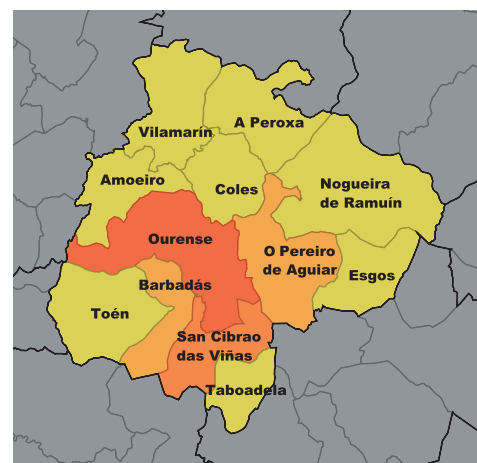 A Peroxa
Vilamarín
Amoeiro
Coles
Nogueira
de Ramuín
Ourense
O Pereiro
de Aguiar
Esgos
Barbadás
Toén
San Cibrao
das Viñas
Taboadela